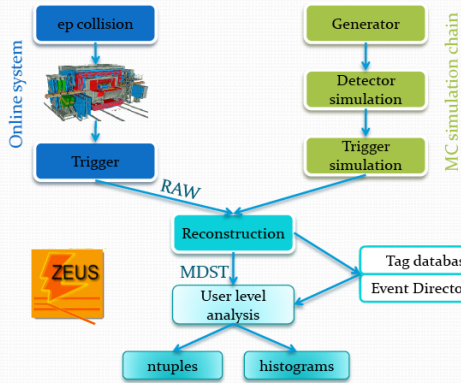 ep collision
Generator
Online system
MC simulation chain
Detector
simulation
Trigger
Trigger
simulation
RAW
Reconstruction
ZEUS
MDST
Tag databas
Event Director
User level
analysis
ntuples
histograms